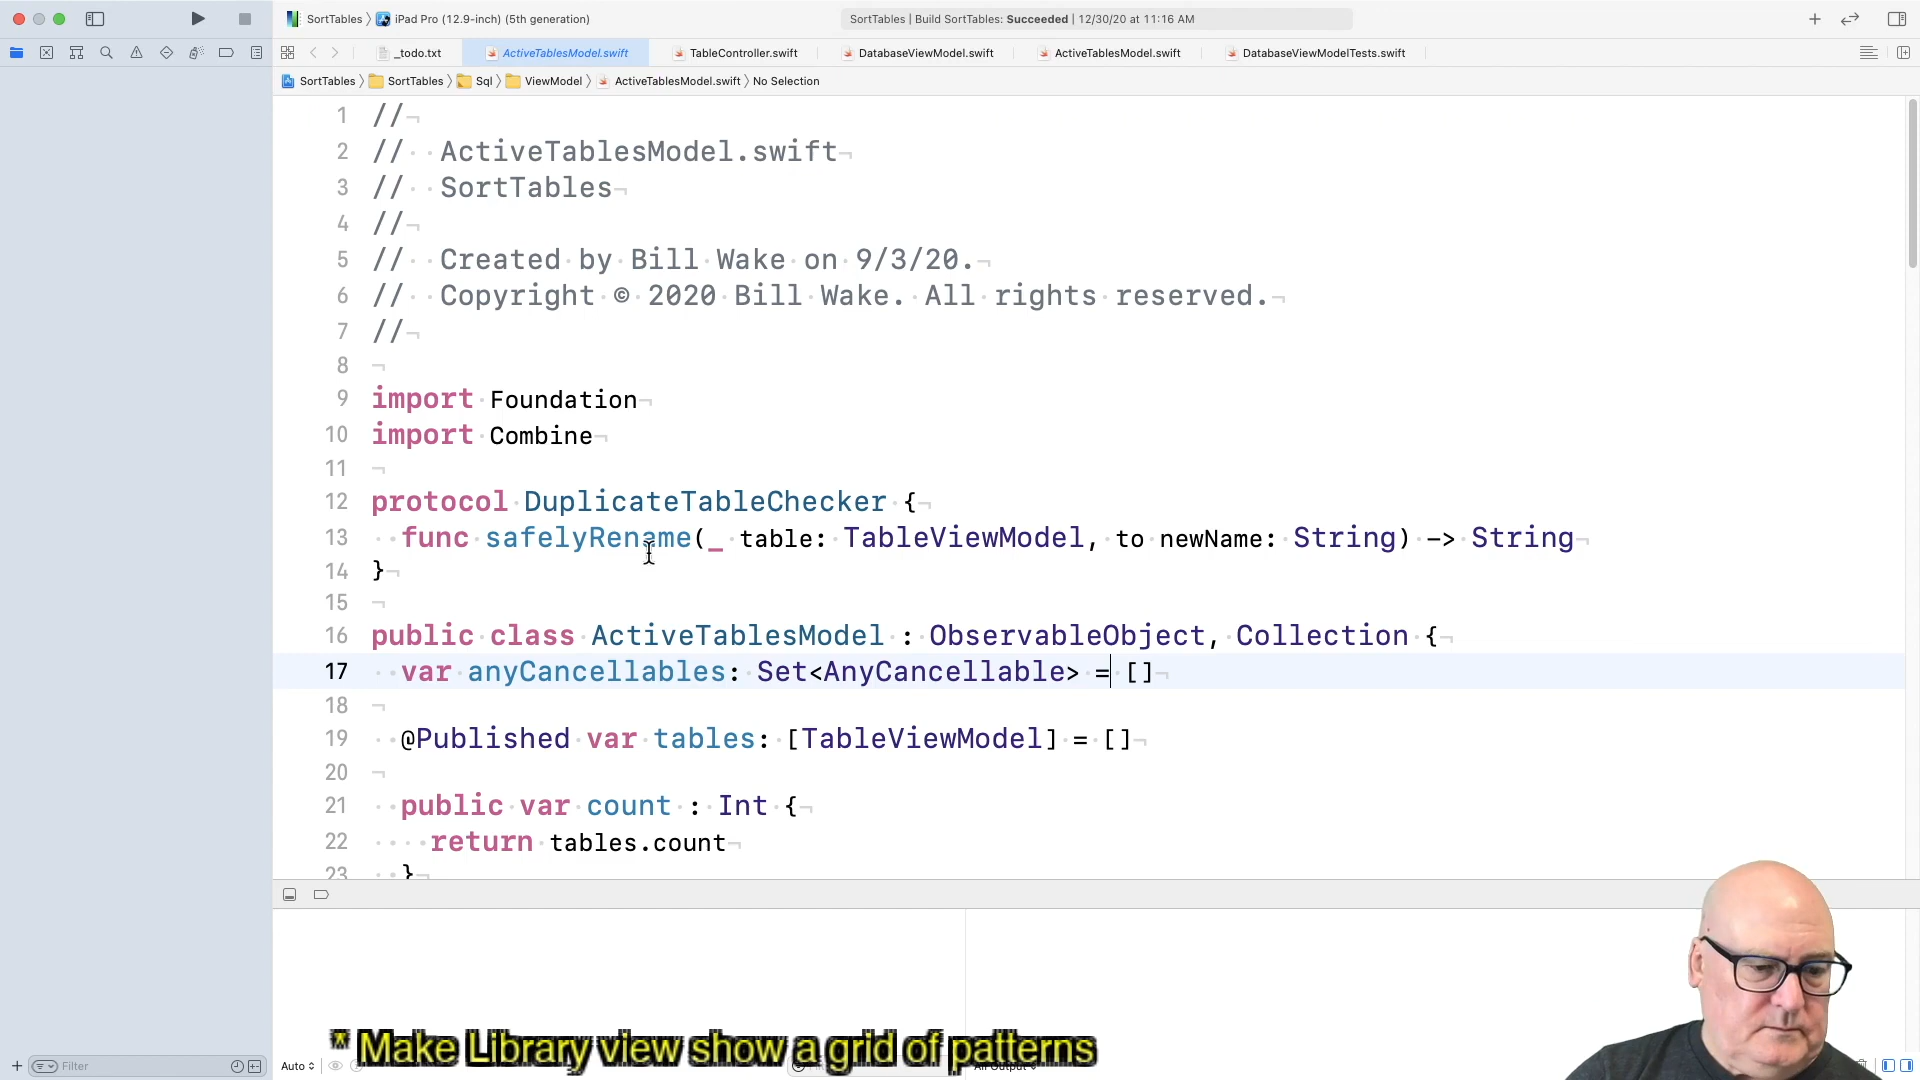 SortTables
iPad Pro (12.9-inch) (5th generation)
SortTables | Build SortTables: Succeeded | 12/30/20 at 11:16 AM
_todo.txt
ActiveTablesModel.swift
TableController.swift
DatabaseViewModel.swift
ActiveTablesModel.swift
DatabaseViewModelTests.swift
SortTables
SortTables
Sql
ViewModel
ActiveTablesModel.swift
No Selection
1 //
2 // ActiveTablesModel.swift
3 // SortTables
4 //
5 // Created by Bill Wake on 9/3/20.
6 // Copyright © 2020 Bill Wake. All rights reserved.
7 //
8
9 import Foundation
10 import Combine
11
12 protocol DuplicateTableChecker {
13 func safelyRename(_ table: TableViewModel, to newName: String) -> String
14 }
15
16 public class ActiveTablesModel : ObservableObject, Collection {
17 var anyCancellables: Set<AnyCancellable> = []
18
19 @Published var tables: [TableViewModel] = []
20
21 public var count : Int {
22 return tables.count
23 }
* Make Library view show a grid of patterns
Filter
Auto
All Output